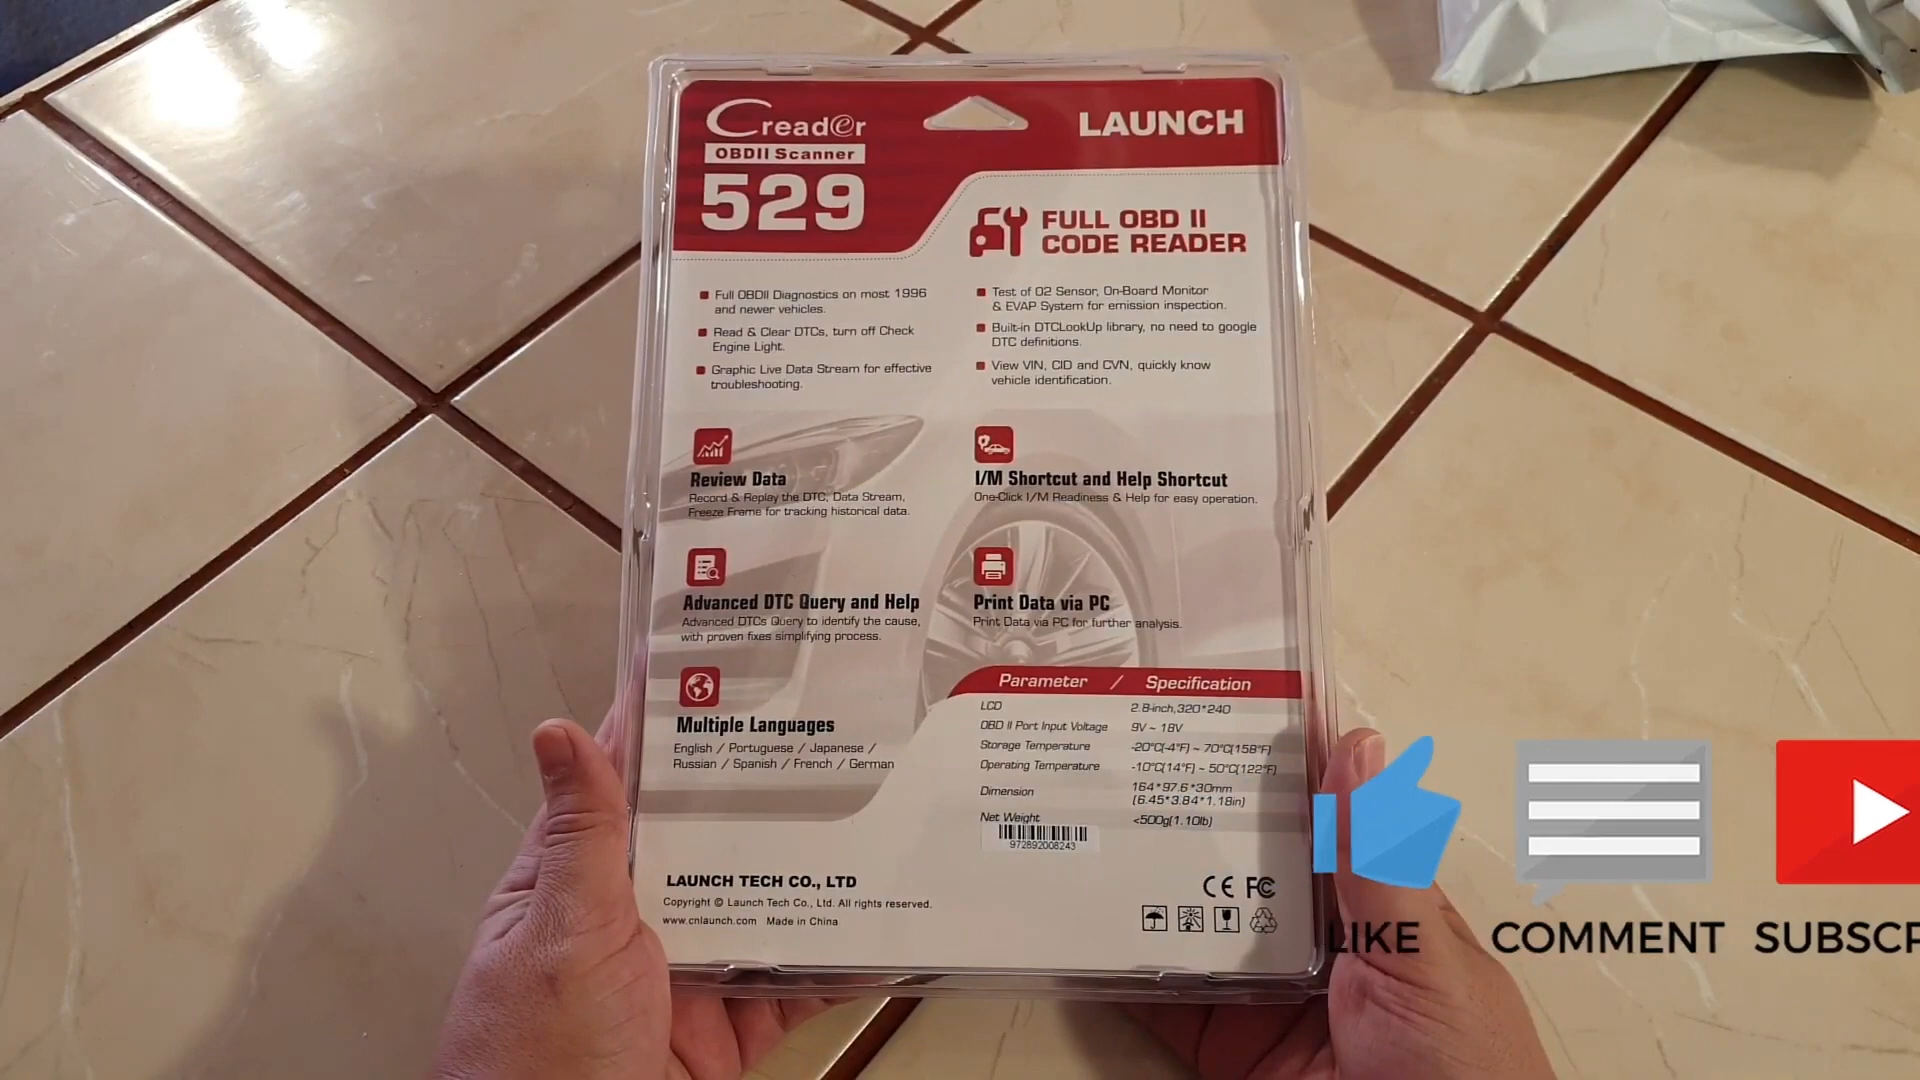 Creader
OBDII Scanner
529
LAUNCH
FULL OBD II
CODE READER
Full OBDII Diagnostics on most 1996
and newer vehicles.
Read & Clear DTCs, turn off Check
Engine Light.
Graphic Live Data Stream for effective
troubleshooting.
Test of O2 Sensor, On-Board Monitor
& EVAP System for emission inspection.
Built-in DTCLookUp library, no need to google
DTC definitions.
View VIN, CID and CVN, quickly know
vehicle identification.
Review Data
Record & Replay the DTC, Data Stream,
Freeze Frame for tracking historical data.
I/M Shortcut and Help Shortcut
One-Click I/M Readiness & Help for easy operation.
Advanced DTC Query and Help
Advanced DTCs Query to identify the cause,
with proven fixes simplifying process.
Print Data via PC
Print Data via PC for further analysis.
Multiple Languages
English / Portuguese / Japanese /
Russian / Spanish / French / German
Parameter / Specification
LCD 2.8-inch,320*240
OBD II Port Input Voltage 9V ~ 18V
Storage Temperature -20°C(-4°F) ~ 70°C(158°F)
Operating Temperature -10°C(14°F) ~ 50°C(122°F)
Dimension 164*97.6*30mm
(6.45*3.84*1.18in)
Net Weight <500g(1.10lb)
972892008243
LAUNCH TECH CO., LTD
Copyright © Launch Tech Co., Ltd. All rights reserved.
www.cnlaunch.com Made in China
CE FC
LIKE COMMENT SUBSCR